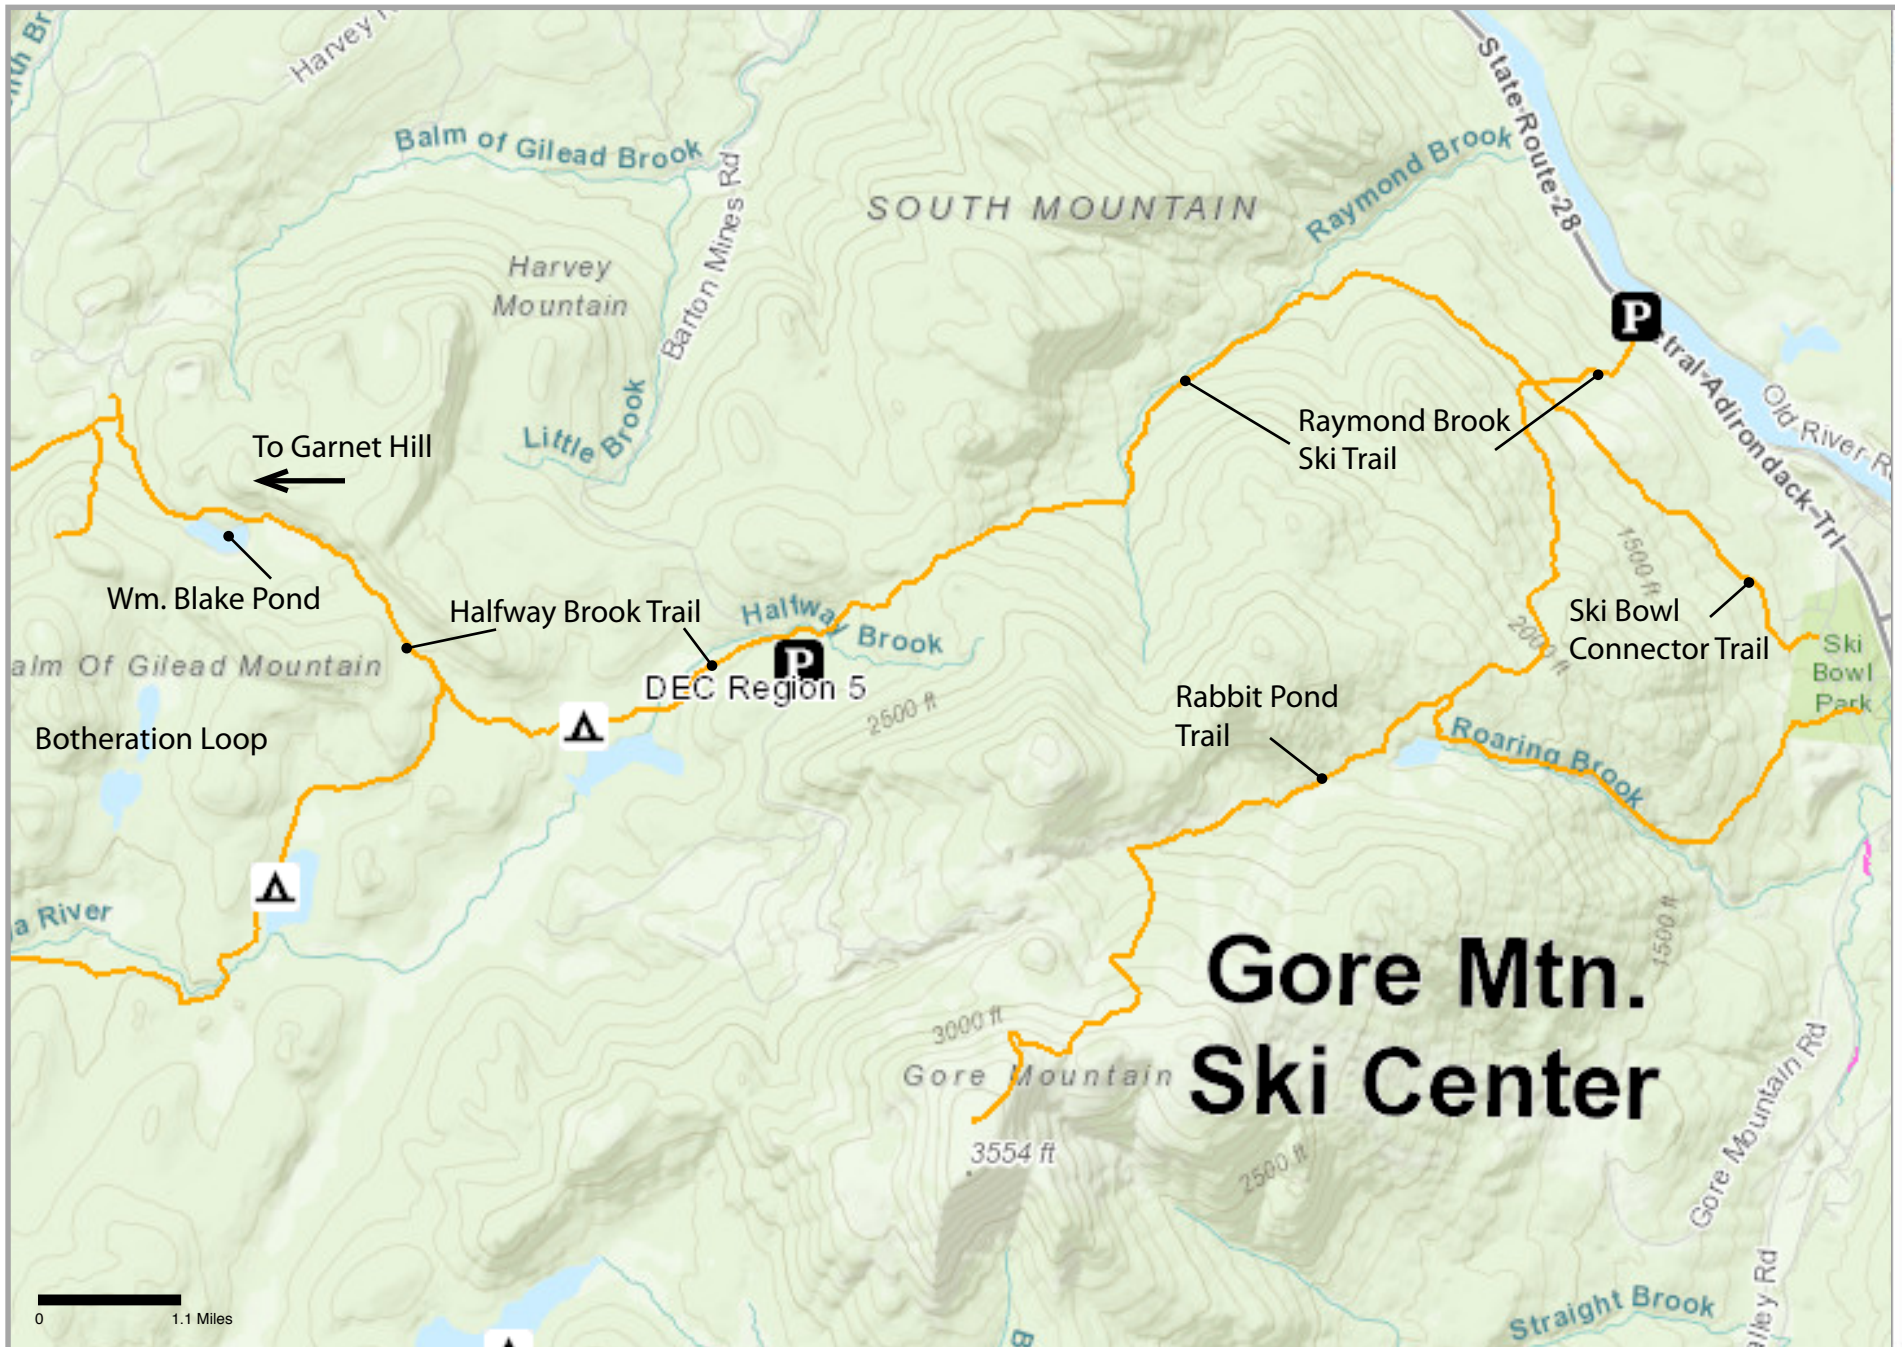 Harvey R
State-Route-28
Balm of Gilead Brook
Raymond Brook
Barton Mines Rd
SOUTH MOUNTAIN
Harvey
Mountain
P
tral-Adirondack-Trl
Old-River-R
Little Brook
To Garnet Hill
Raymond Brook
Ski Trail
1500 ft
Wm. Blake Pond
Halfway Brook Trail
Halfway Brook
2000 ft
Ski Bowl
Connector Trail
Ski
Bowl
Park
alm Of Gilead Mountain
P
DEC Region 5
2500 ft
Rabbit Pond
Trail
Botheration Loop
Roaring Brook
a River
1500 ft
Gore Mtn.
Ski Center
3000 ft
Gore Mountain
3554 ft
2500 ft
Gore Mountain Rd
lley Rd
Straight Brook
0
1.1 Miles
B